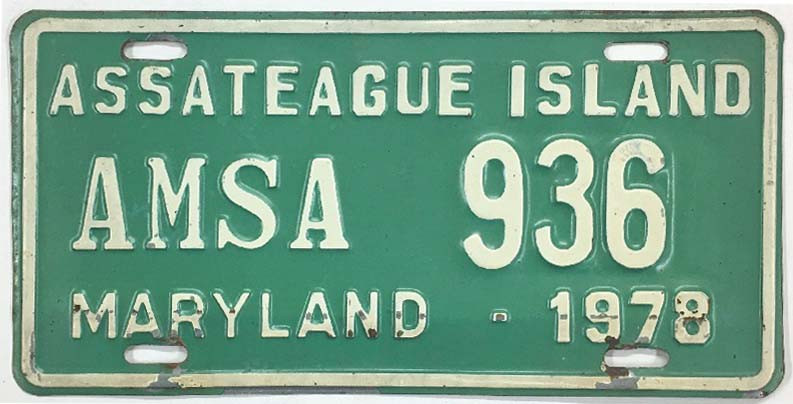 ASSATEAGUE ISLAND
AMSA 936
MARYLAND - 1978